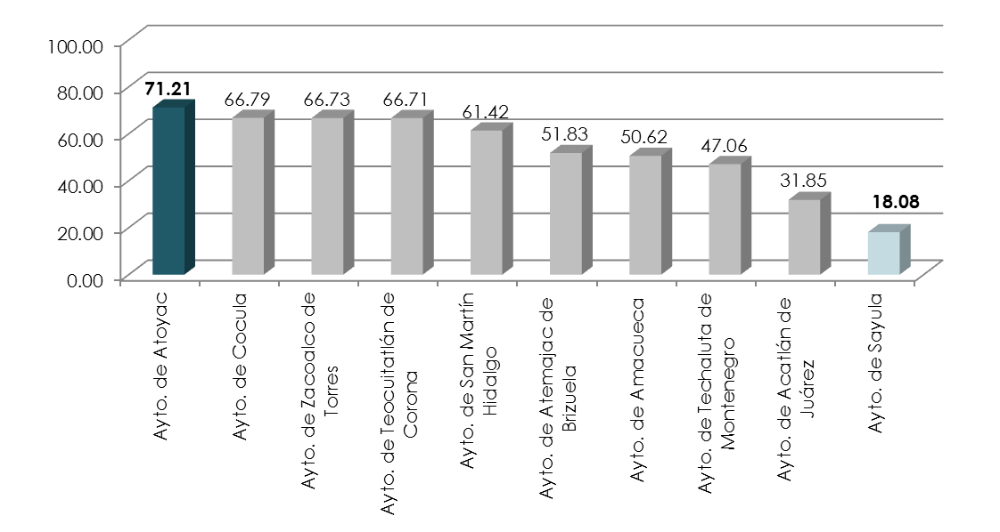 100.00
80.00
60.00
40.00
20.00
0.00
71.21
66.79
66.73
66.71
61.42
51.83
50.62
47.06
31.85
18.08
Ayto. de Atoyac
Ayto. de Cocula
Ayto. de Zacoalco de
Torres
Ayto. de Teocuitatlán de
Corona
Ayto. de San Martín
Hidalgo
Ayto. de Atemajac de
Brizuela
Ayto. de Amacueca
Ayto. de Techaluta de
Montenegro
Ayto. de Acatlán de
Juárez
Ayto. de Sayula